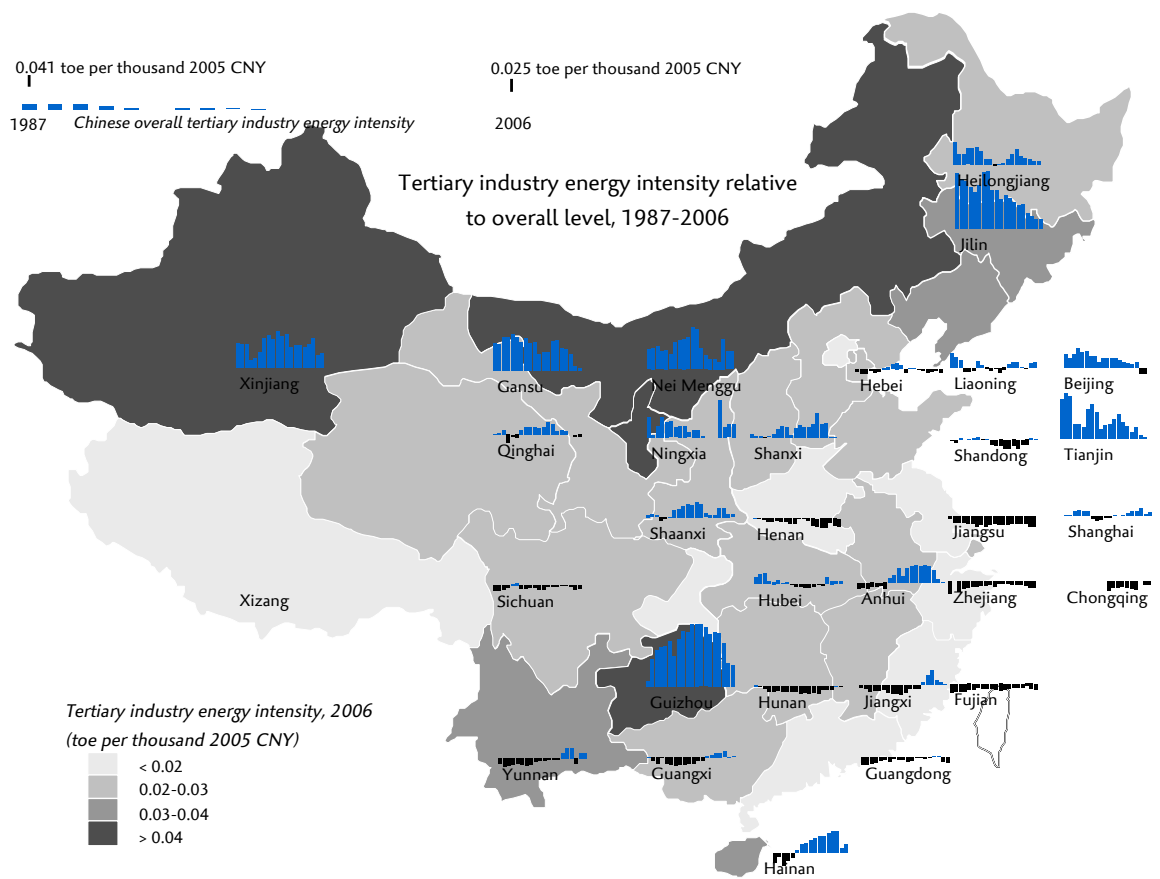 0.041 toe per thousand 2005 CNY
0.025 toe per thousand 2005 CNY
1987
Chinese overall tertiary industry energy intensity
2006
Tertiary industry energy intensity relative
to overall level, 1987-2006
Heilongjiang
Jilin
Xinjiang
Gansu
Nei Menggu
Hebei
Liaoning
Beijing
Qinghai
Ningxia
Shanxi
Shandong
Tianjin
Shaanxi
Henan
Jiangsu
Shanghai
Xizang
Sichuan
Hubei
Anhui
Zhejiang
Chongqing
Guizhou
Hunan
Jiangxi
Fujian
Tertiary industry energy intensity, 2006
(toe per thousand 2005 CNY)
< 0.02
0.02-0.03
0.03-0.04
> 0.04
Yunnan
Guangxi
Guangdong
Hainan